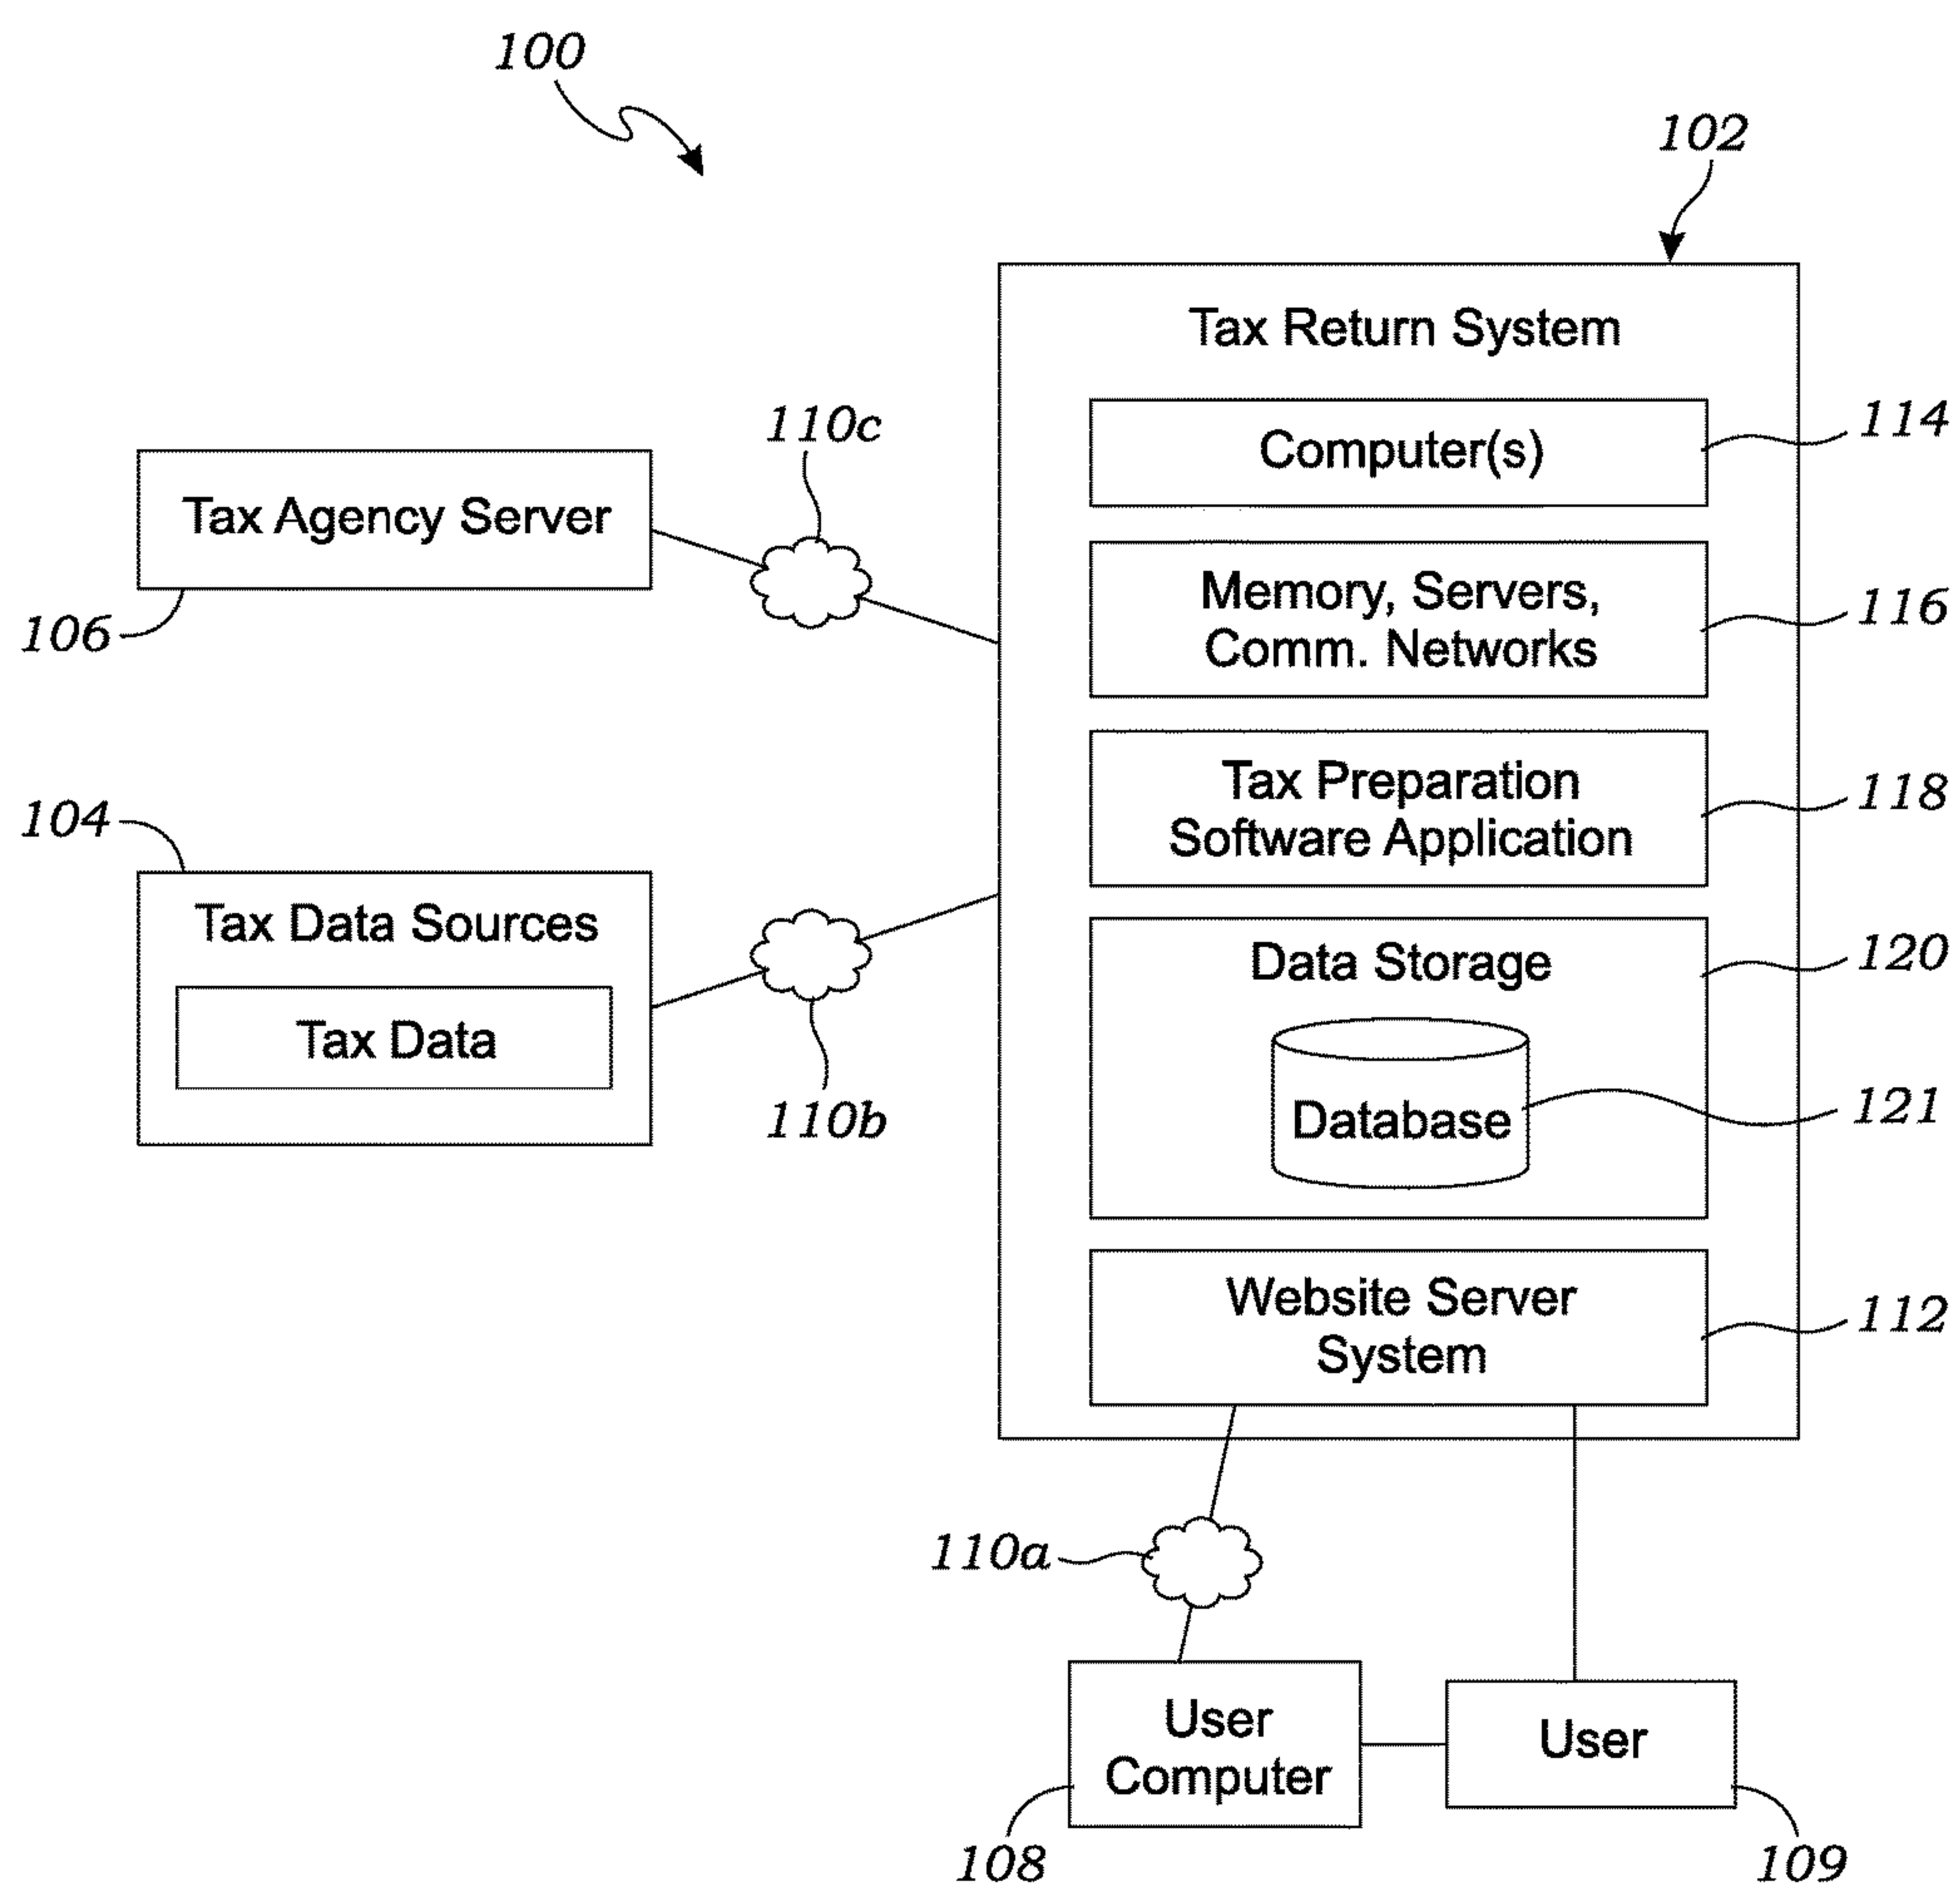 100
102
Tax Return System
Computer(s)
114
110c
Tax Agency Server
106
Memory, Servers,
Comm. Networks
116
Tax Preparation
Software Application
118
104
Tax Data Sources
Tax Data
110b
Data Storage
120
Database
121
Website Server
System
112
110a
User
Computer
108
User
109